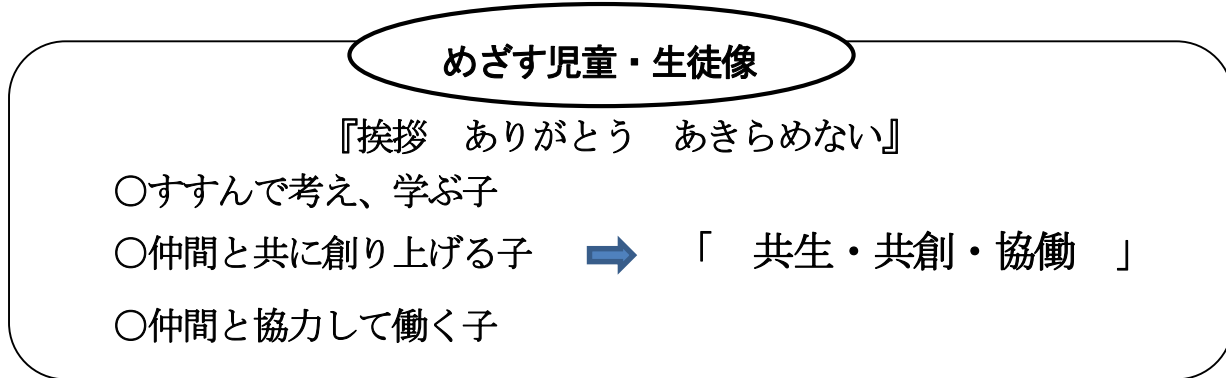 めざす児童・生徒像
『挨拶　ありがとう　あきらめない』
○すすんで考え、学ぶ子
○仲間と共に創り上げる子　「　共生・共創・協働　」
○仲間と協力して働く子